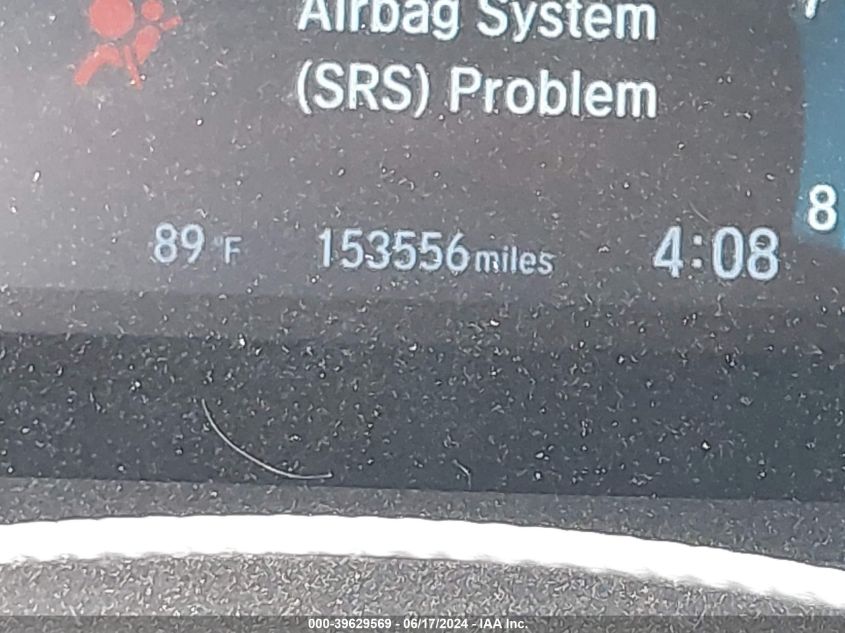 Airbag System
(SRS) Problem
8
89 °F 153556 miles 4:08
000-39629569 - 06/17/2024 - IAA Inc.